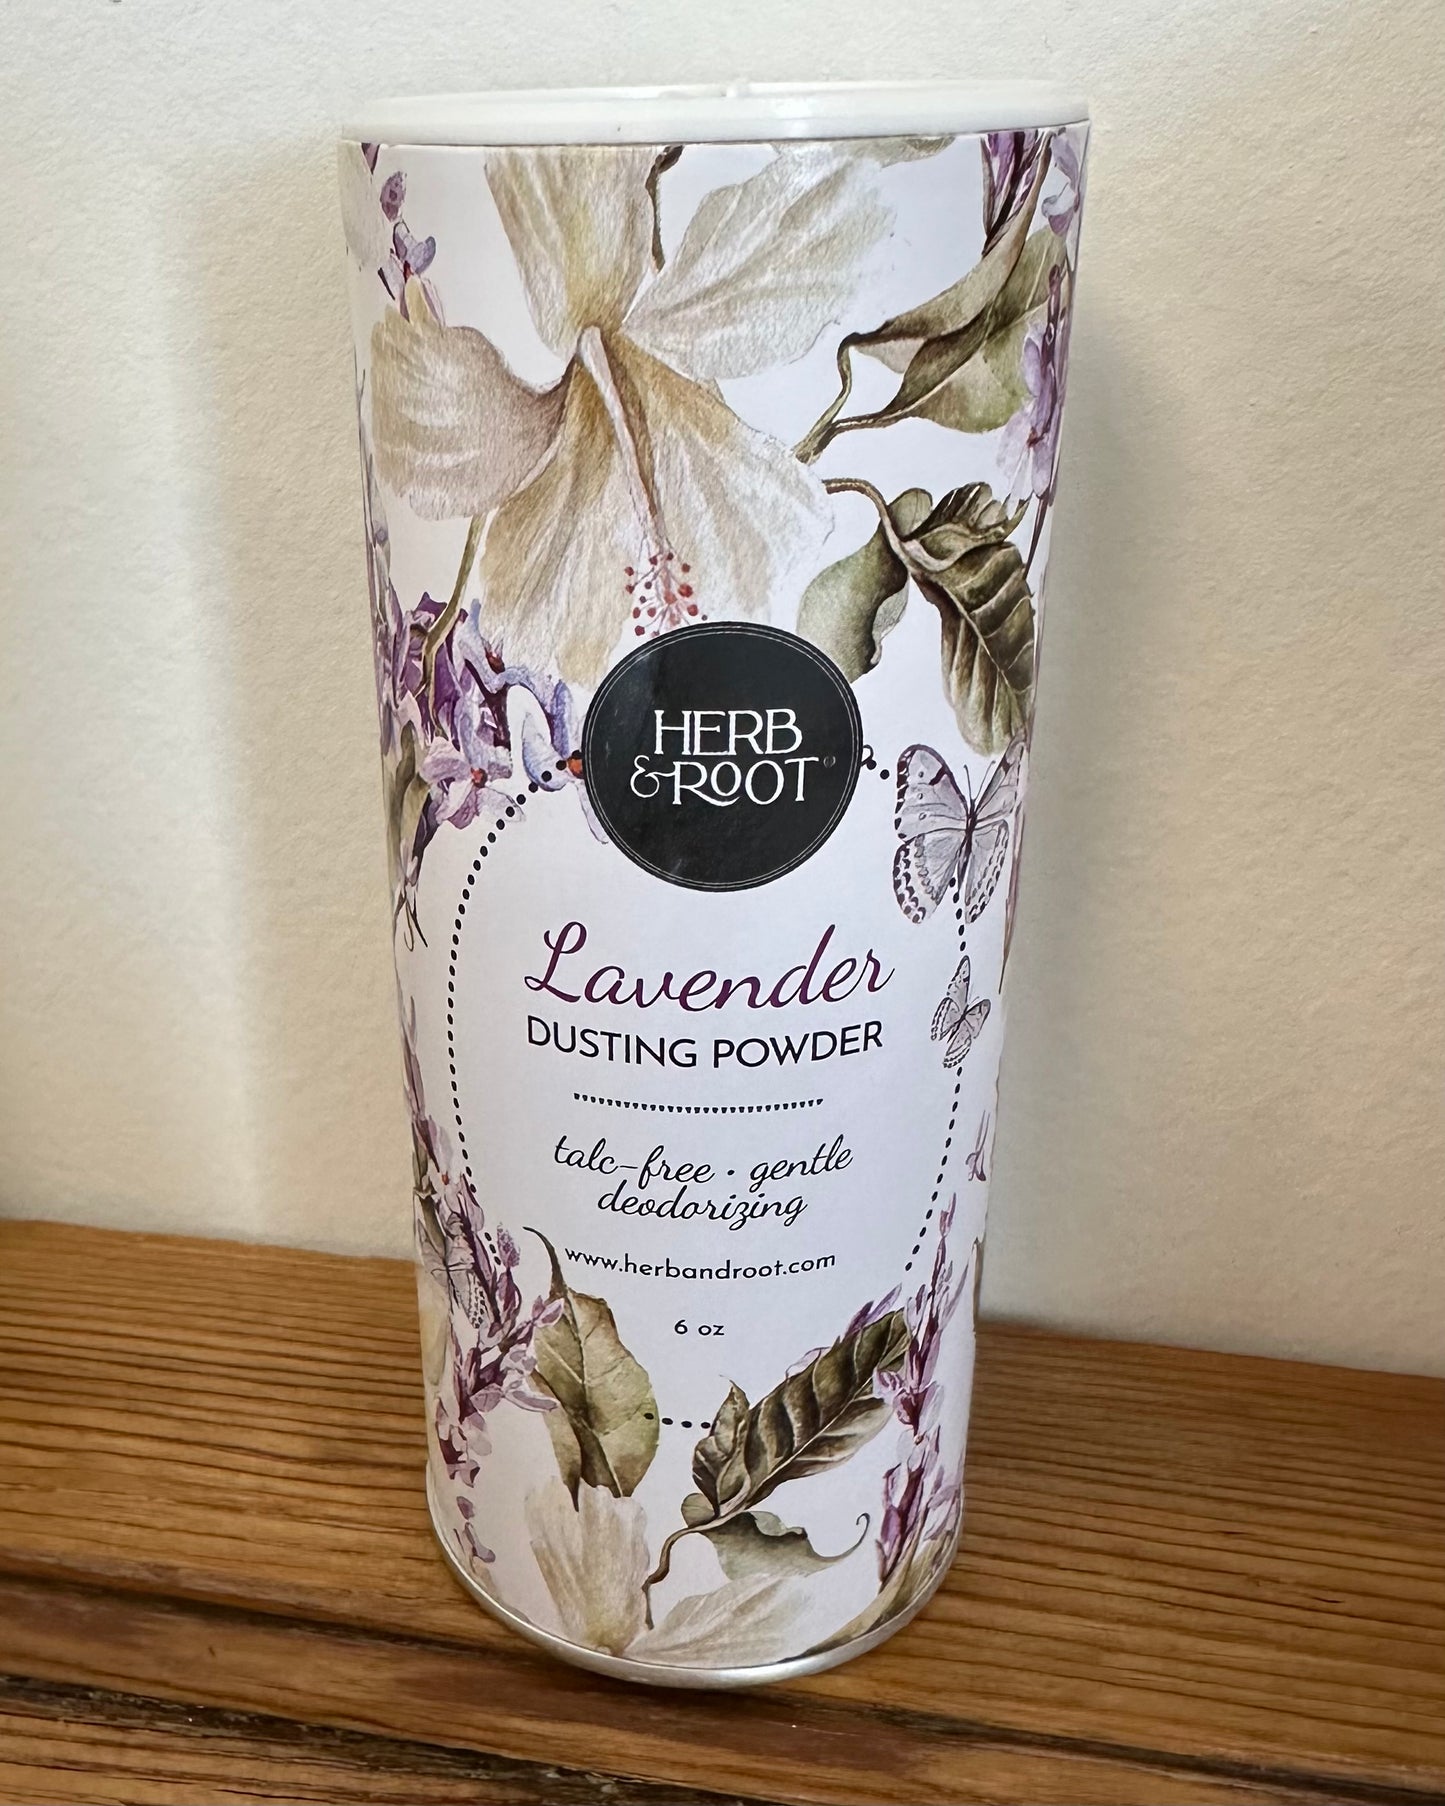 HERB
& ROOT®
Lavender
DUSTING POWDER
talc-free • gentle
deodorizing
www.herbandroot.com
6 oz